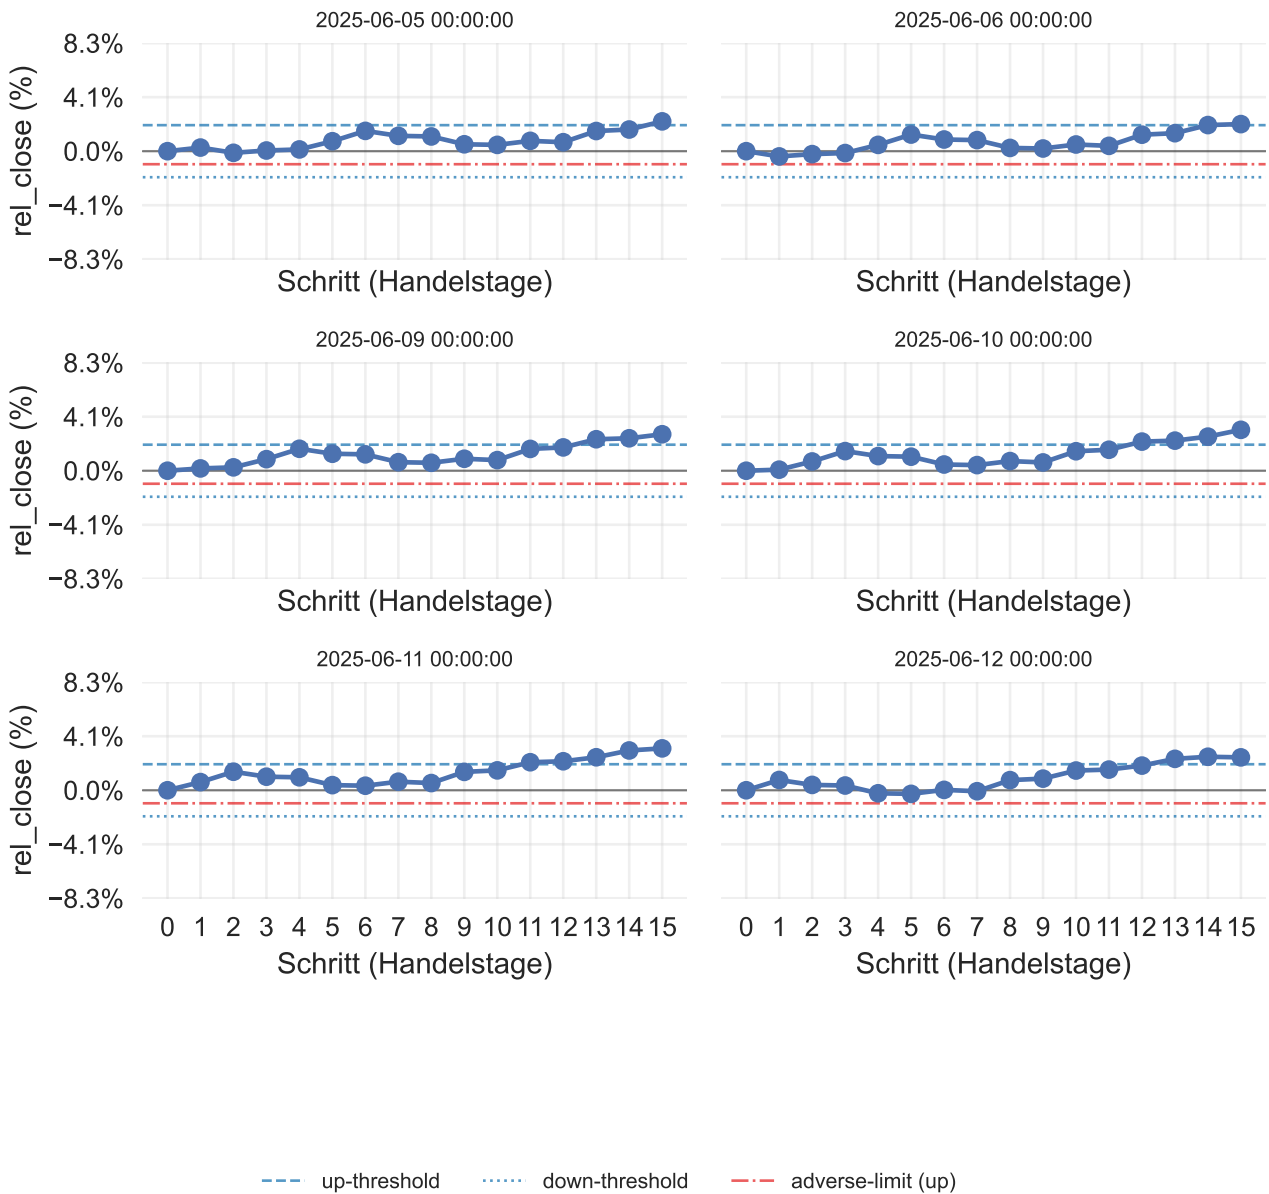 2025-06-05 00:00:00
2025-06-06 00:00:00
8.3%
4.1%
0.0%
−4.1%
−8.3%
rel_close (%)
Schritt (Handelstage)
Schritt (Handelstage)
2025-06-09 00:00:00
2025-06-10 00:00:00
8.3%
4.1%
0.0%
−4.1%
−8.3%
rel_close (%)
Schritt (Handelstage)
Schritt (Handelstage)
2025-06-11 00:00:00
2025-06-12 00:00:00
8.3%
4.1%
0.0%
−4.1%
−8.3%
rel_close (%)
0 1 2 3 4 5 6 7 8 9 10 11 12 13 14 15
0 1 2 3 4 5 6 7 8 9 10 11 12 13 14 15
Schritt (Handelstage)
Schritt (Handelstage)
up-threshold
down-threshold
adverse-limit (up)